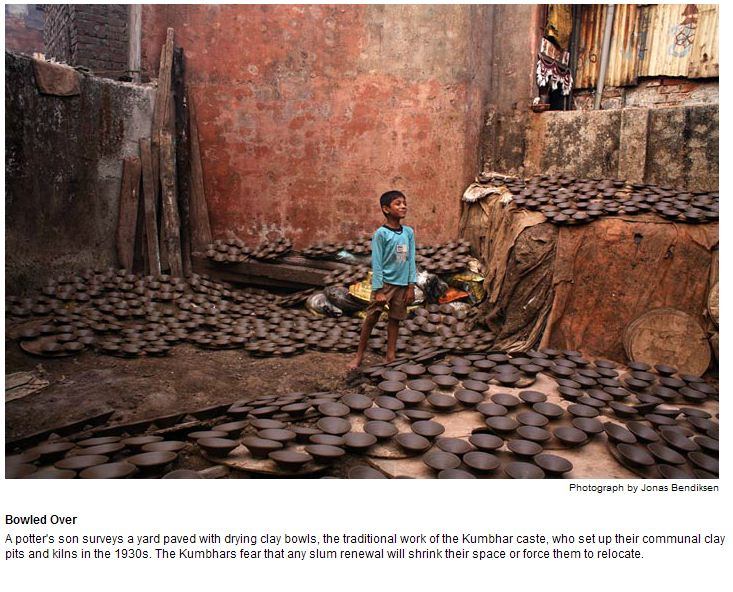 Photograph by Jonas Bendiksen
Bowled Over
A potter's son surveys a yard paved with drying clay bowls, the traditional work of the Kumbhar caste, who set up their communal clay
pits and kilns in the 1930s. The Kumbhars fear that any slum renewal will shrink their space or force them to relocate.